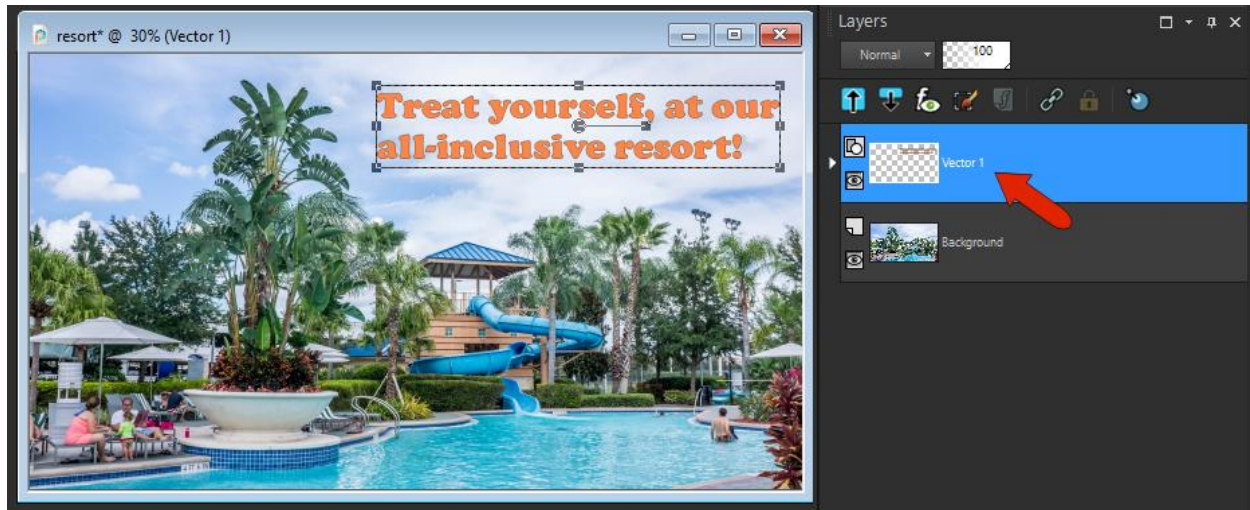 resort* @ 30% (Vector 1)
Treat yourself, at our
all-inclusive resort!
Layers
Normal
100
Vector 1
Background